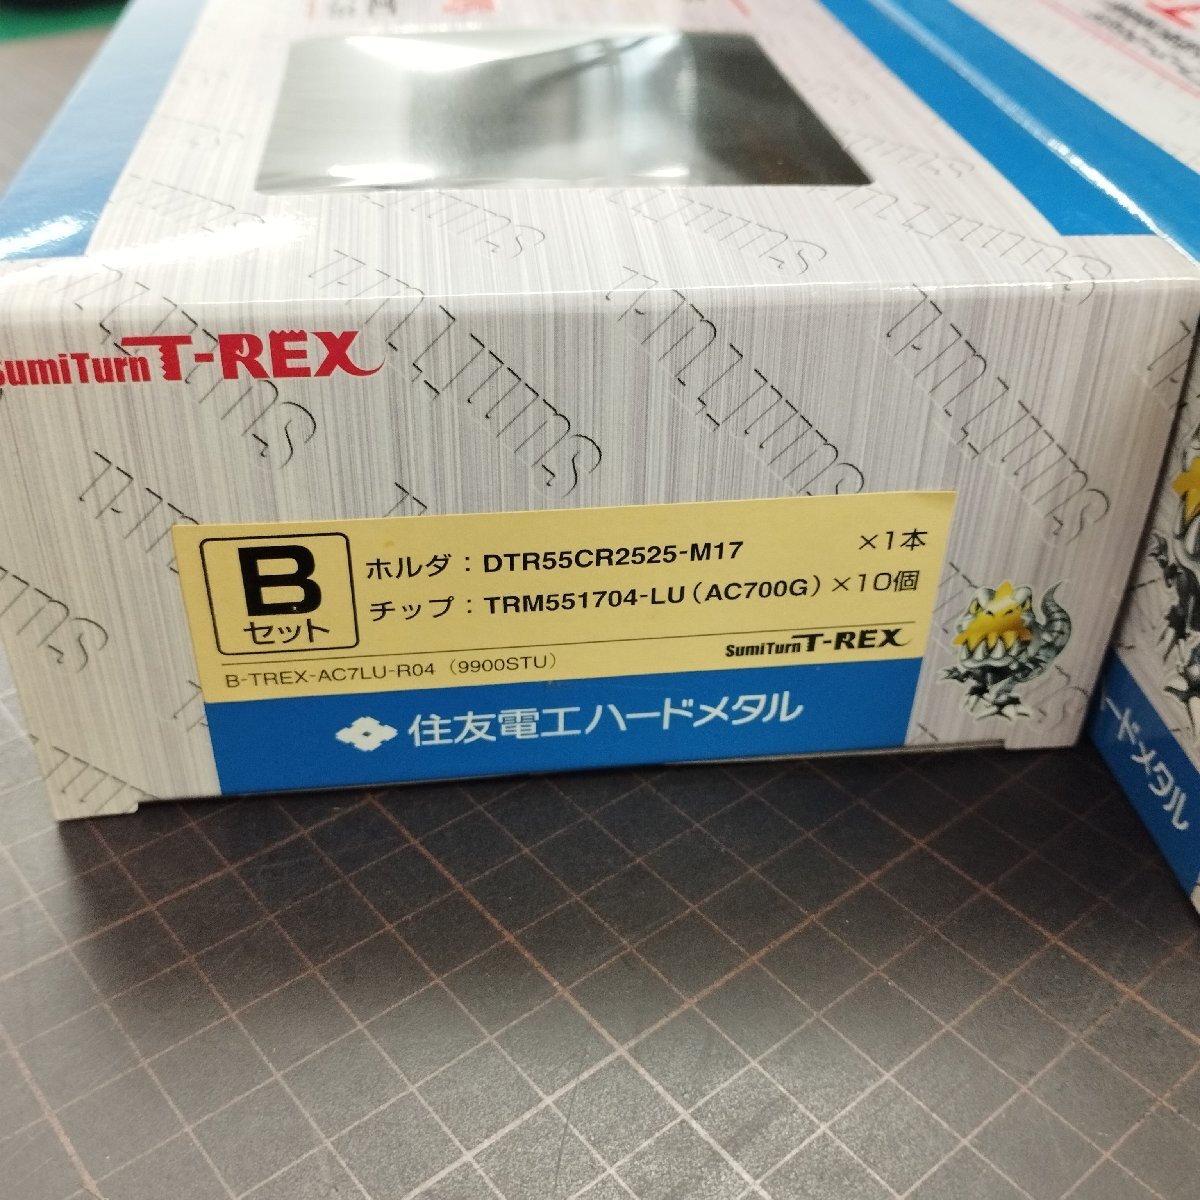 SumiTurn T-REX
B
セット
ホルダ：DTR55CR2525-M17 ×1本
チップ：TRM551704-LU（AC700G）×10個
SumiTurn T-REX
B-TREX-AC7LU-R04（9900STU）
住友電工ハードメタル
ードメタル